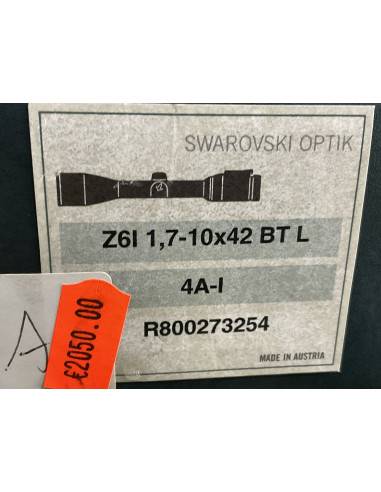 SWAROVSKI OPTIK
Z6I 1,7-10x42 BT L
4A-I
R800273254
MADE IN AUSTRIA
A
€2050.00